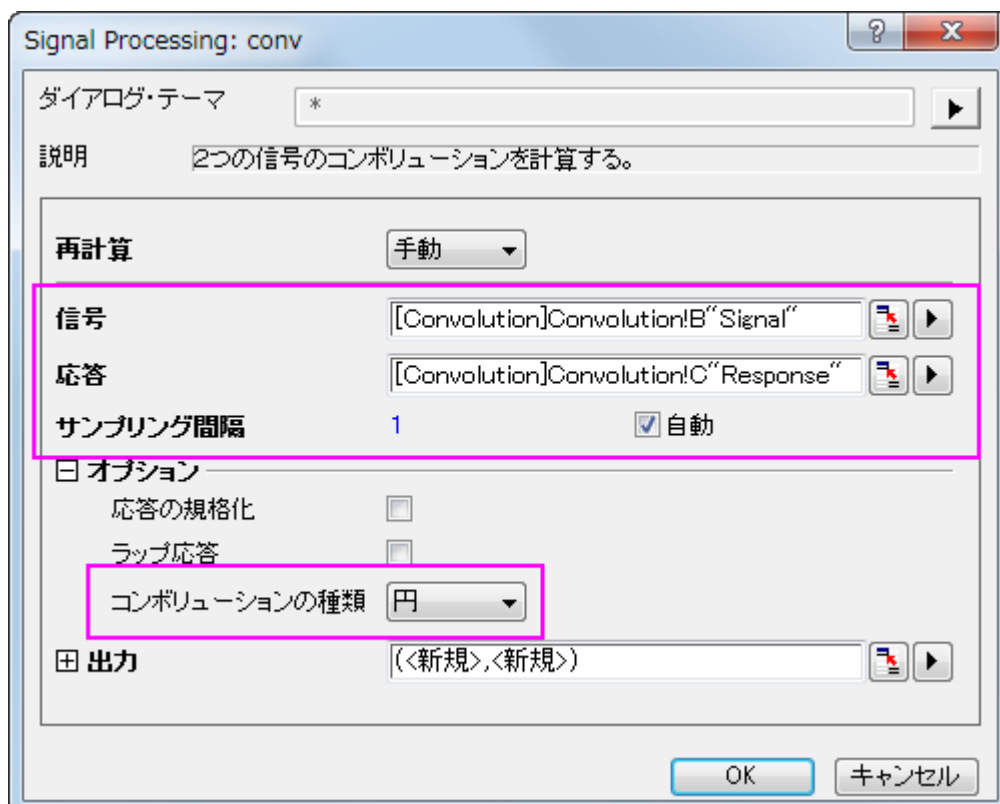 Signal Processing: conv
ダイアログ・テーマ *
説明 2つの信号のコンボリューションを計算する。
再計算 手動
信号 [Convolution]Convolution!B"Signal"
応答 [Convolution]Convolution!C"Response"
サンプリング間隔 1 自動
オプション
応答の規格化
ラップ応答
コンボリューションの種類 円
出力 (<新規>,<新規>)
OK キャンセル